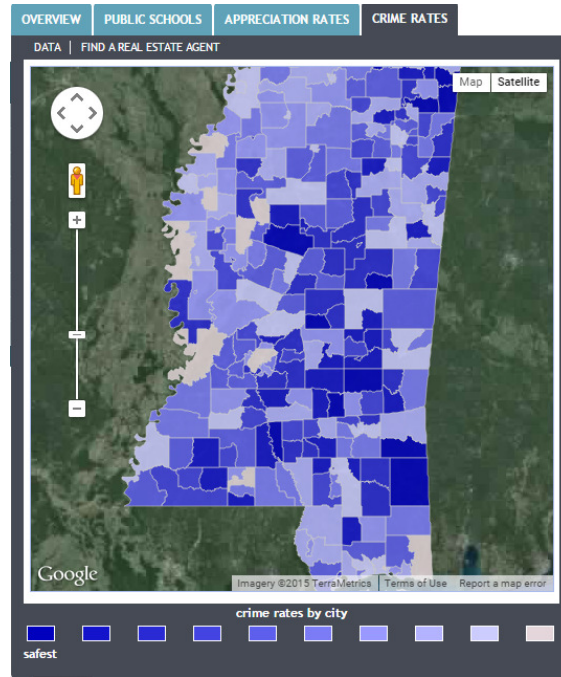 OVERVIEW PUBLIC SCHOOLS APPRECIATION RATES CRIME RATES
DATA | FIND A REAL ESTATE AGENT
Map Satellite
Google
Imagery ©2015 TerraMetrics Terms of Use Report a map error
crime rates by city
safest